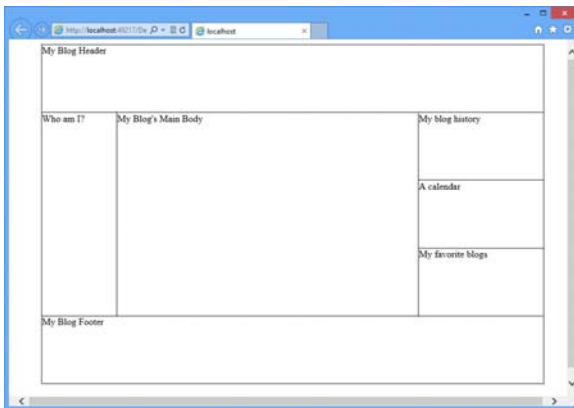 http://localhost:49217/De
localhost
My Blog Header
Who am I?
My Blog's Main Body
My blog history
A calendar
My favorite blogs
My Blog Footer